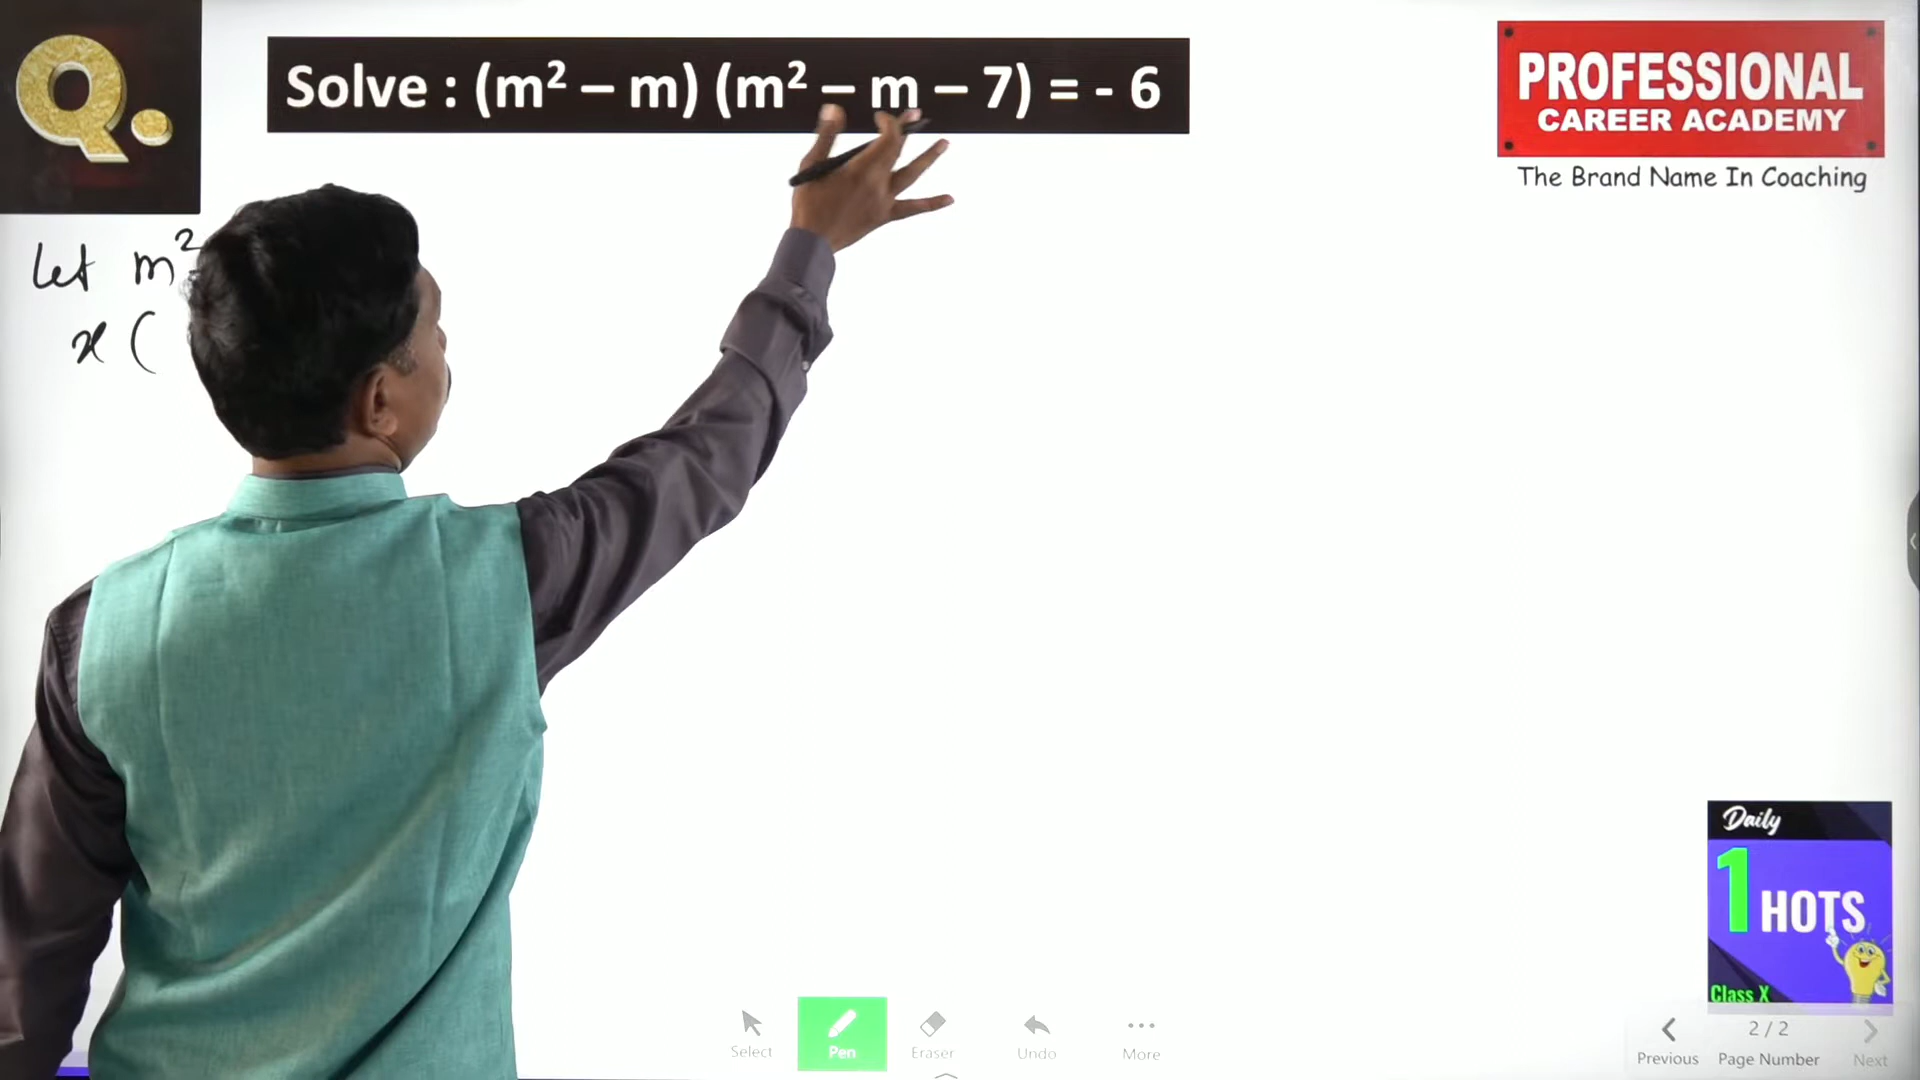 Q.
Solve : (m² – m) (m² – m – 7) = - 6
PROFESSIONAL
CAREER ACADEMY
The Brand Name In Coaching
Let m²
x (
Daily
1 HOTS
Class X
Select
Pen
Eraser
Undo
More
Previous
2 / 2
Page Number
Next